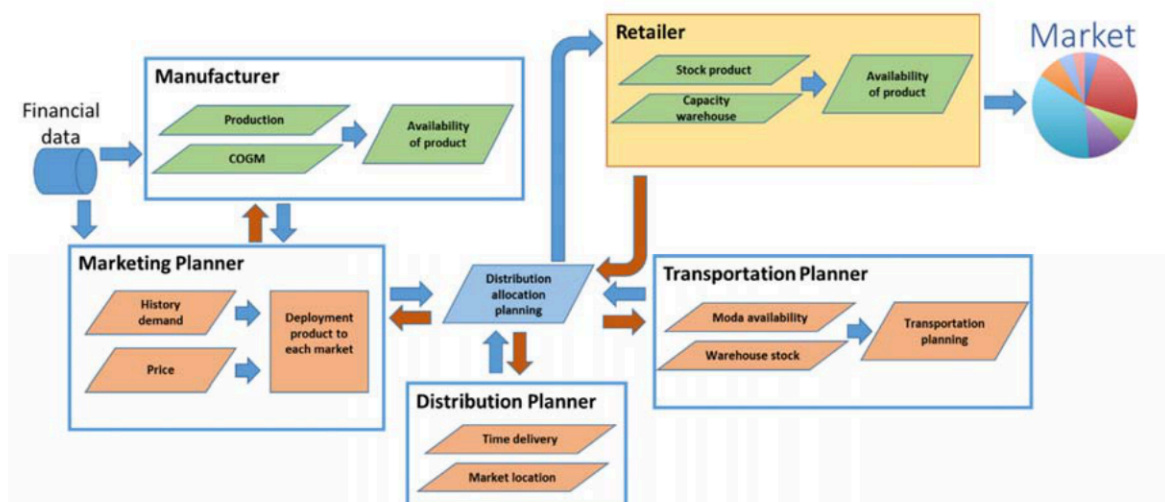 Financial
data
Manufacturer
Production
COGM
Availability
of product
Retailer
Stock product
Capacity
warehouse
Availability
of product
Market
Marketing Planner
History
demand
Price
Deployment
product to
each market
Distribution
allocation
planning
Transportation Planner
Moda availability
Warehouse stock
Transportation
planning
Distribution Planner
Time delivery
Market location